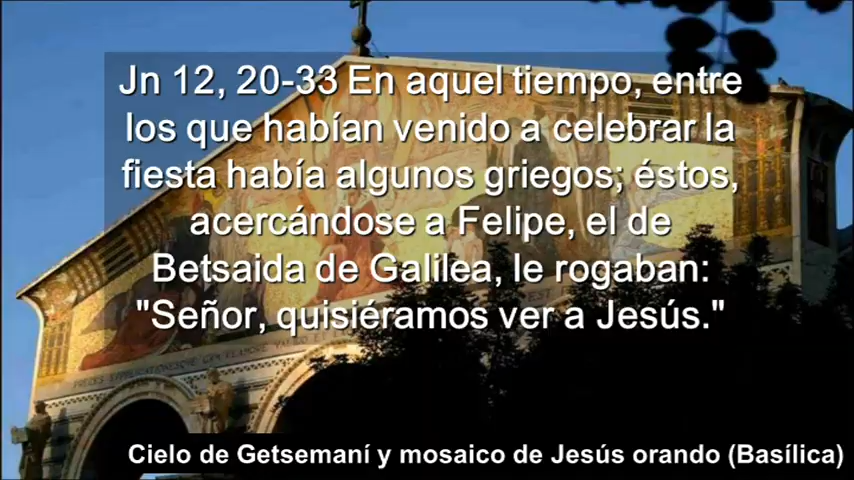 Jn 12, 20-33 En aquel tiempo, entre
los que habían venido a celebrar la
fiesta había algunos griegos; éstos,
acercándose a Felipe, el de
Betsaida de Galilea, le rogaban:
"Señor, quisiéramos ver a Jesús."
Cielo de Getsemaní y mosaico de Jesús orando (Basílica)